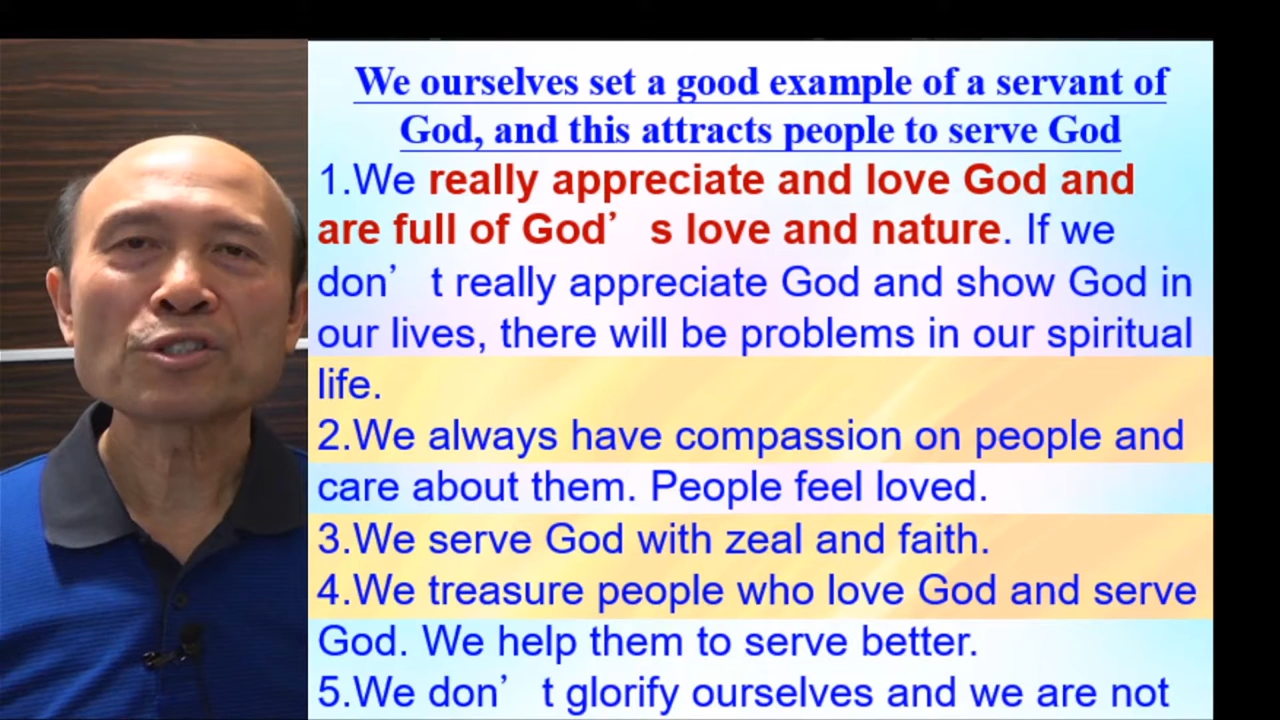 We ourselves set a good example of a servant of
God, and this attracts people to serve God
1.We really appreciate and love God and
are full of God’ s love and nature. If we
don’ t really appreciate God and show God in
our lives, there will be problems in our spiritual
life.
2.We always have compassion on people and
care about them. People feel loved.
3.We serve God with zeal and faith.
4.We treasure people who love God and serve
God. We help them to serve better.
5.We don’ t glorify ourselves and we are not